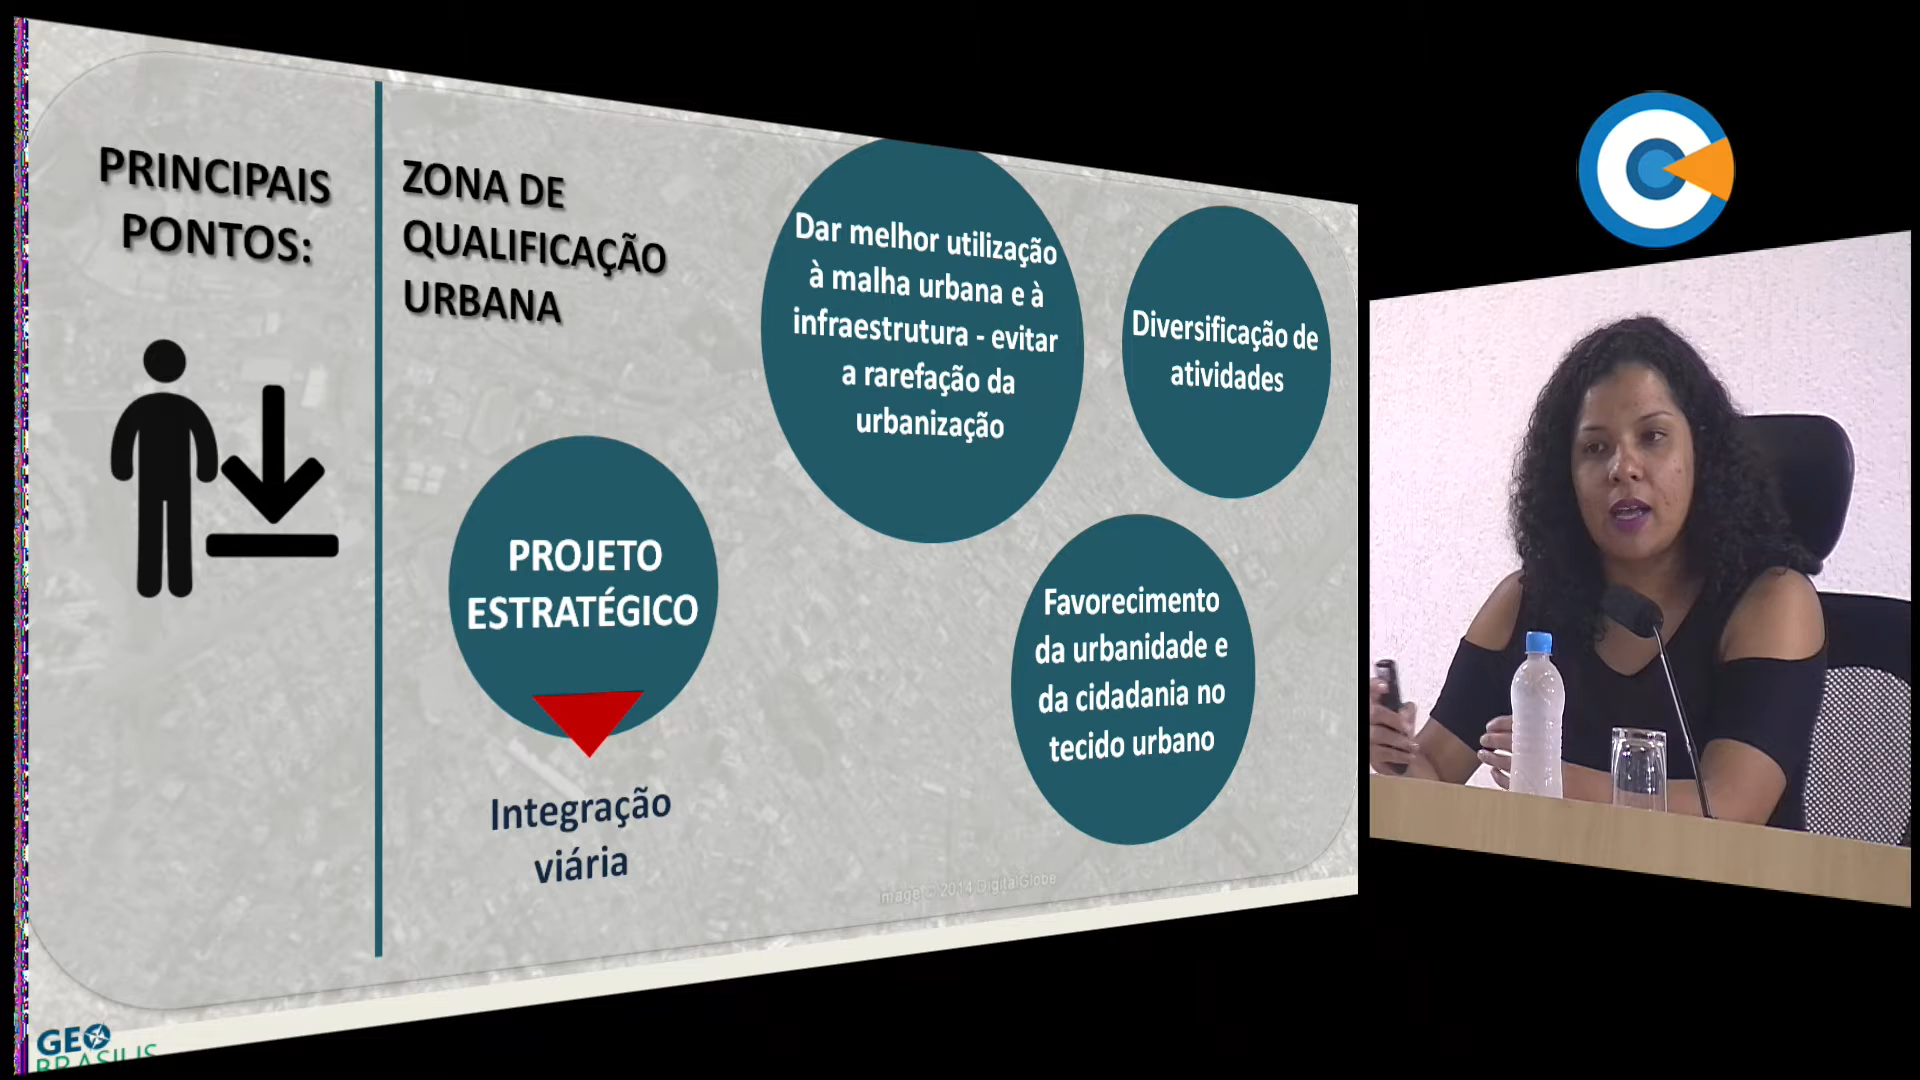 PRINCIPAIS
PONTOS:
ZONA DE
QUALIFICAÇÃO
URBANA
PROJETO
ESTRATÉGICO
Integração
viária
Dar melhor utilização
à malha urbana e à
infraestrutura - evitar
a rarefação da
urbanização
Diversificação de
atividades
Favorecimento
da urbanidade e
da cidadania no
tecido urbano
Image © 2014 DigitalGlobe
GEO
BRASILIS